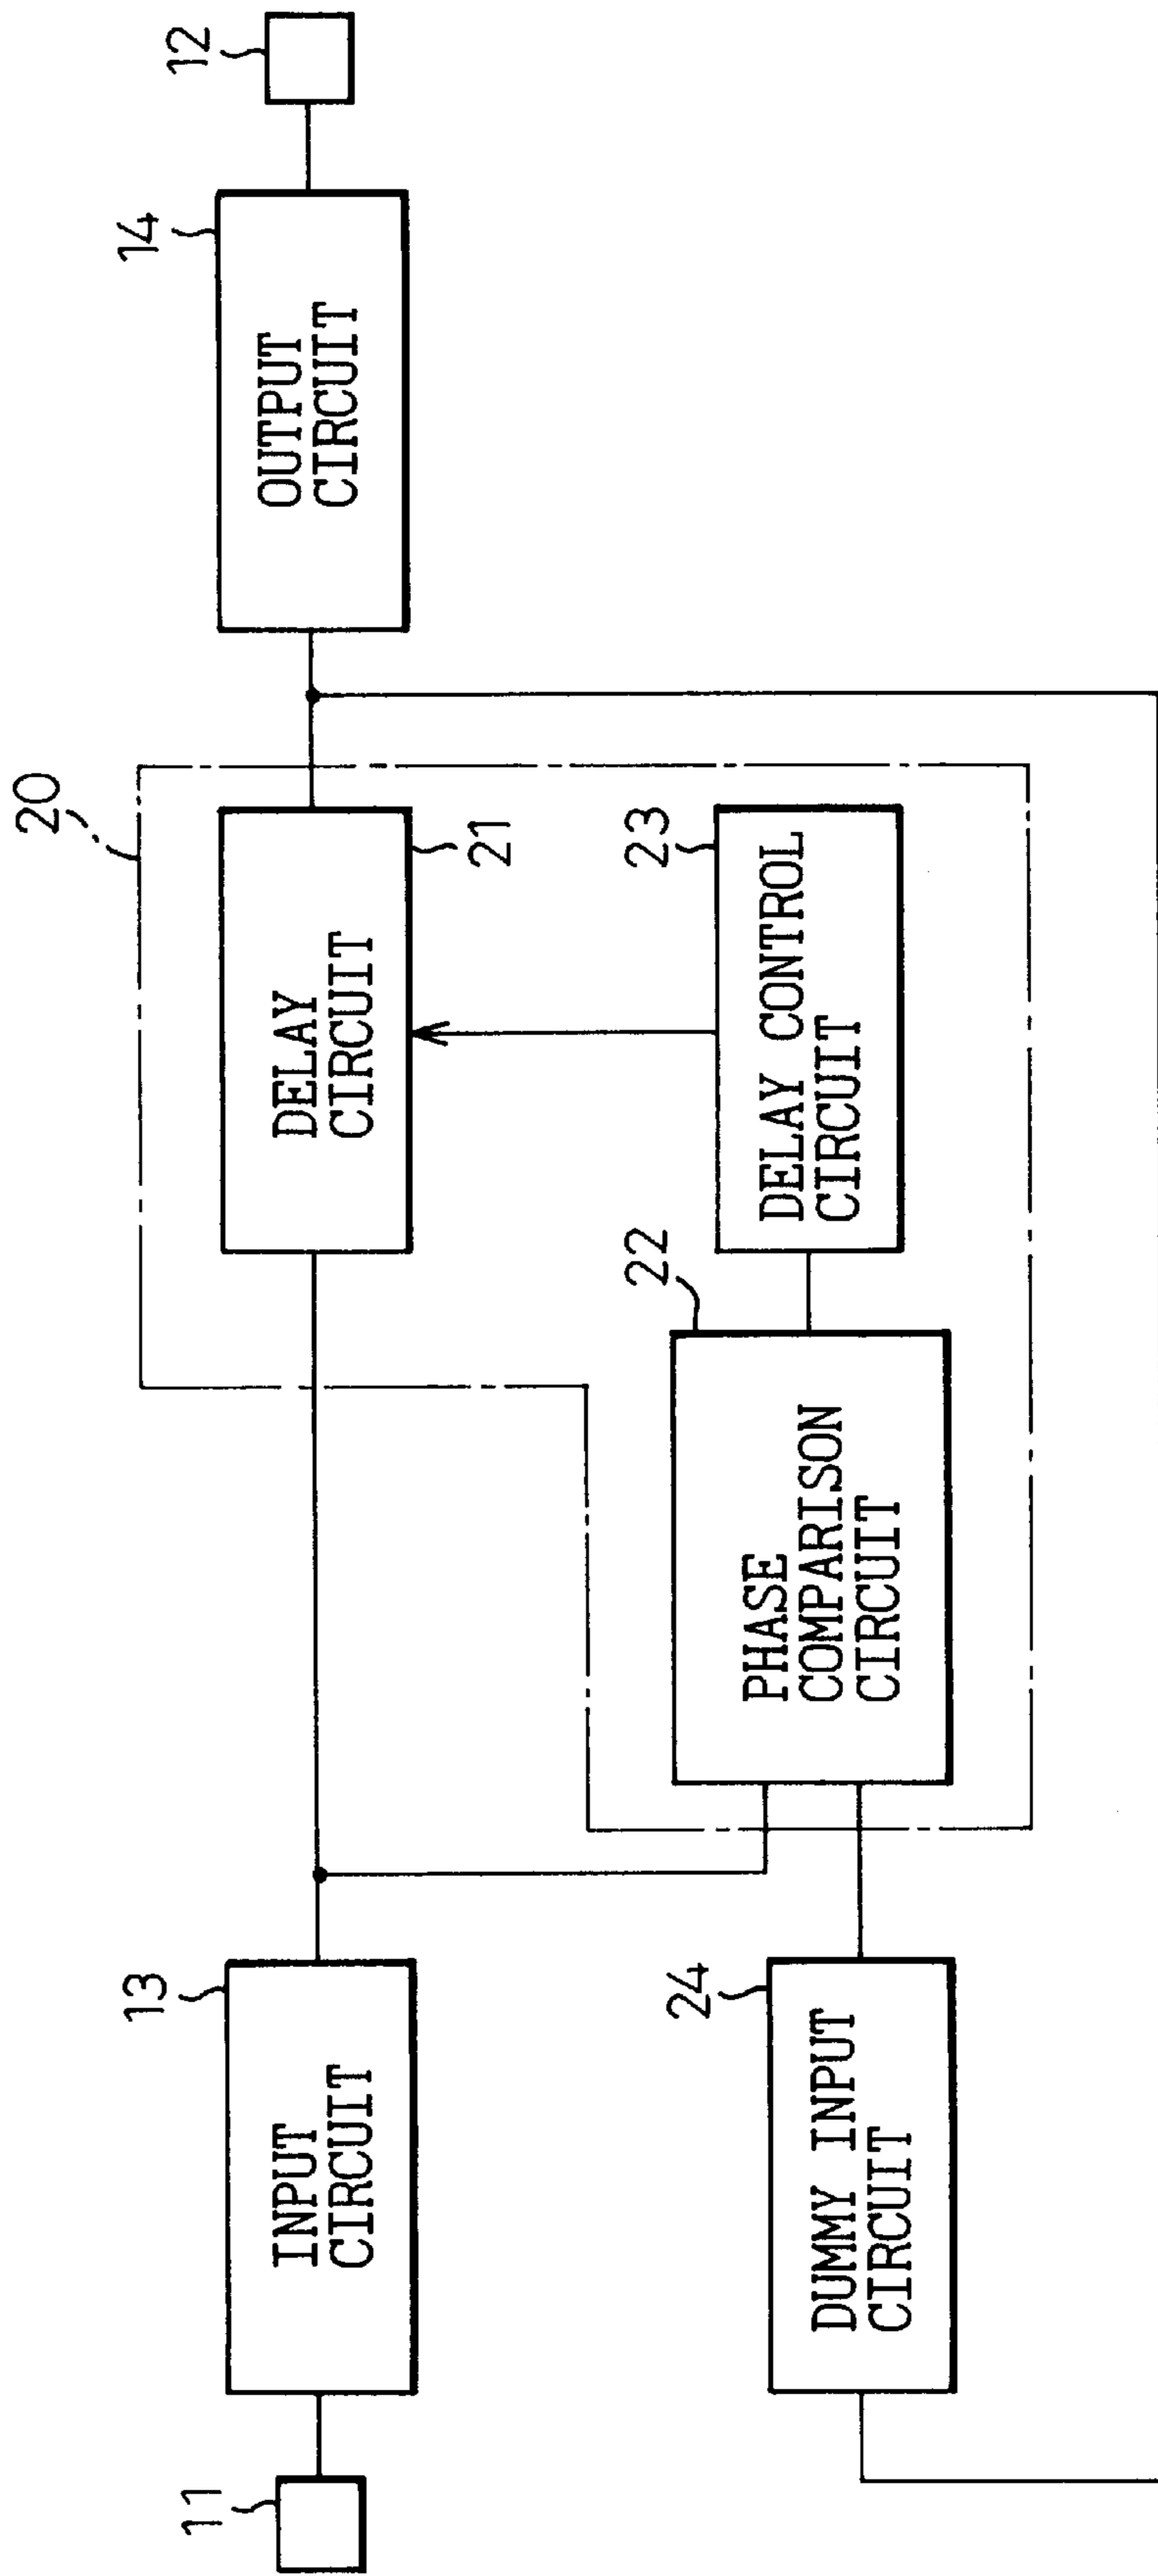 11
INPUT
CIRCUIT
13
20
DELAY
CIRCUIT
21
OUTPUT
CIRCUIT
14
12
DUMMY INPUT
CIRCUIT
24
PHASE
COMPARISON
CIRCUIT
22
DELAY CONTROL
CIRCUIT
23